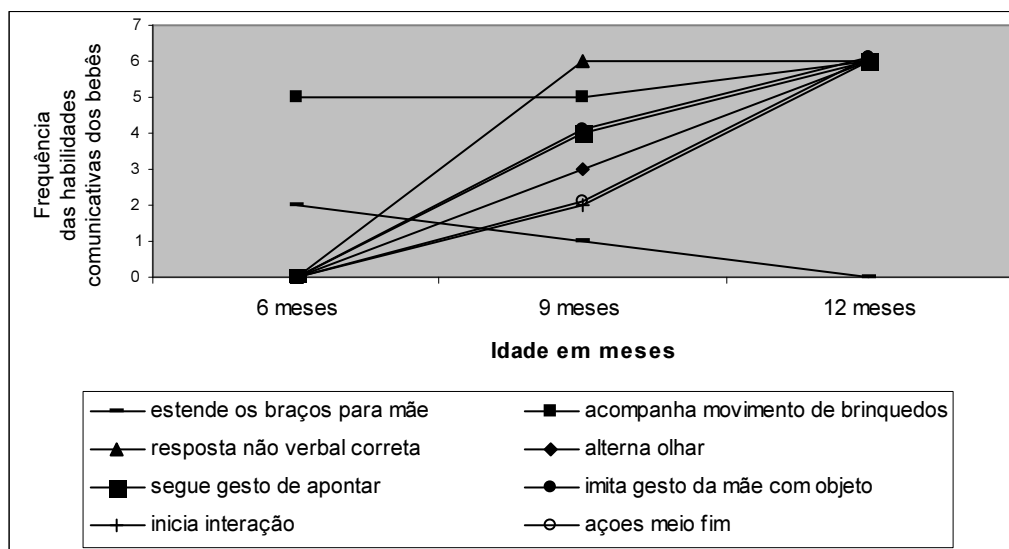 Frequência
das habilidades
comunicativas dos bebês
7
6
5
4
3
2
1
0
6 meses
9 meses
12 meses
Idade em meses
estende os braços para mãe
acompanha movimento de brinquedos
resposta não verbal correta
alterna olhar
segue gesto de apontar
imita gesto da mãe com objeto
inicia interação
açoes meio fim